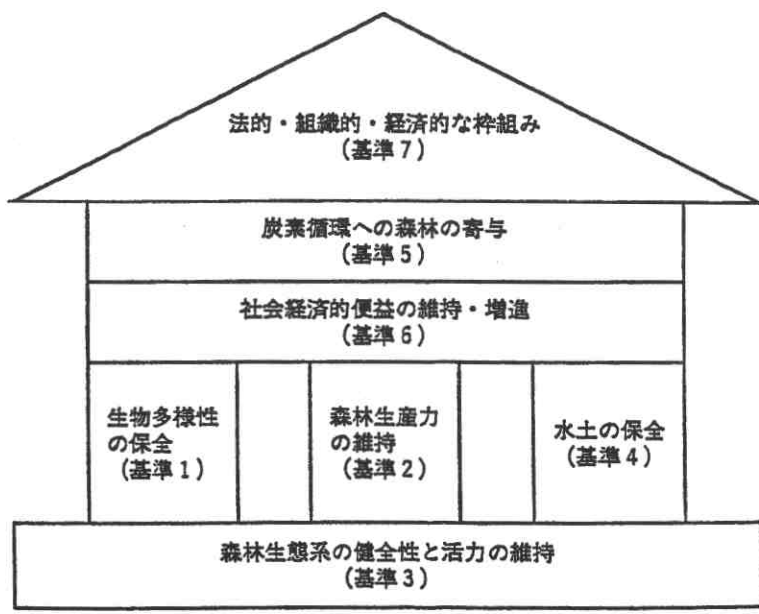 法的・組織的・経済的な枠組み
(基準7)
炭素循環への森林の寄与
(基準5)
社会経済的便益の維持・増進
(基準6)
生物多様性
の保全
(基準1)
森林生産力
の維持
(基準2)
水土の保全
(基準4)
森林生態系の健全性と活力の維持
(基準3)